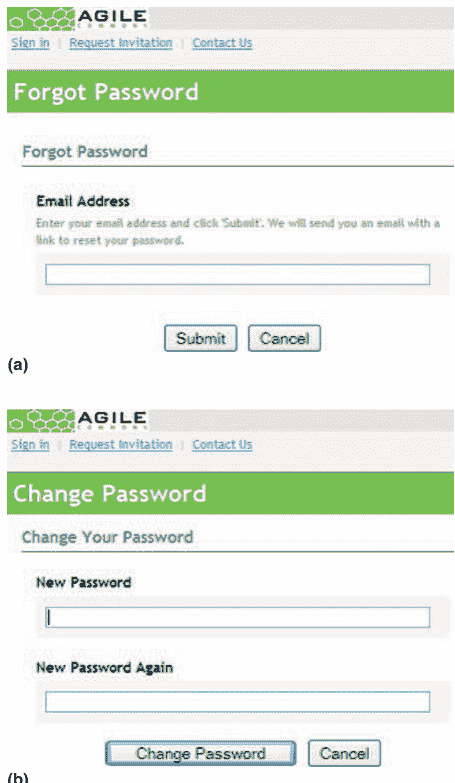 AGILE
COMMONS
Sign in | Request Invitation | Contact Us
Forgot Password
Forgot Password
Email Address
Enter your email address and click 'Submit'. We will send you an email with a
link to reset your password.
Submit Cancel
(a)
AGILE
COMMONS
Sign in | Request Invitation | Contact Us
Change Password
Change Your Password
New Password
New Password Again
Change Password Cancel
(b)